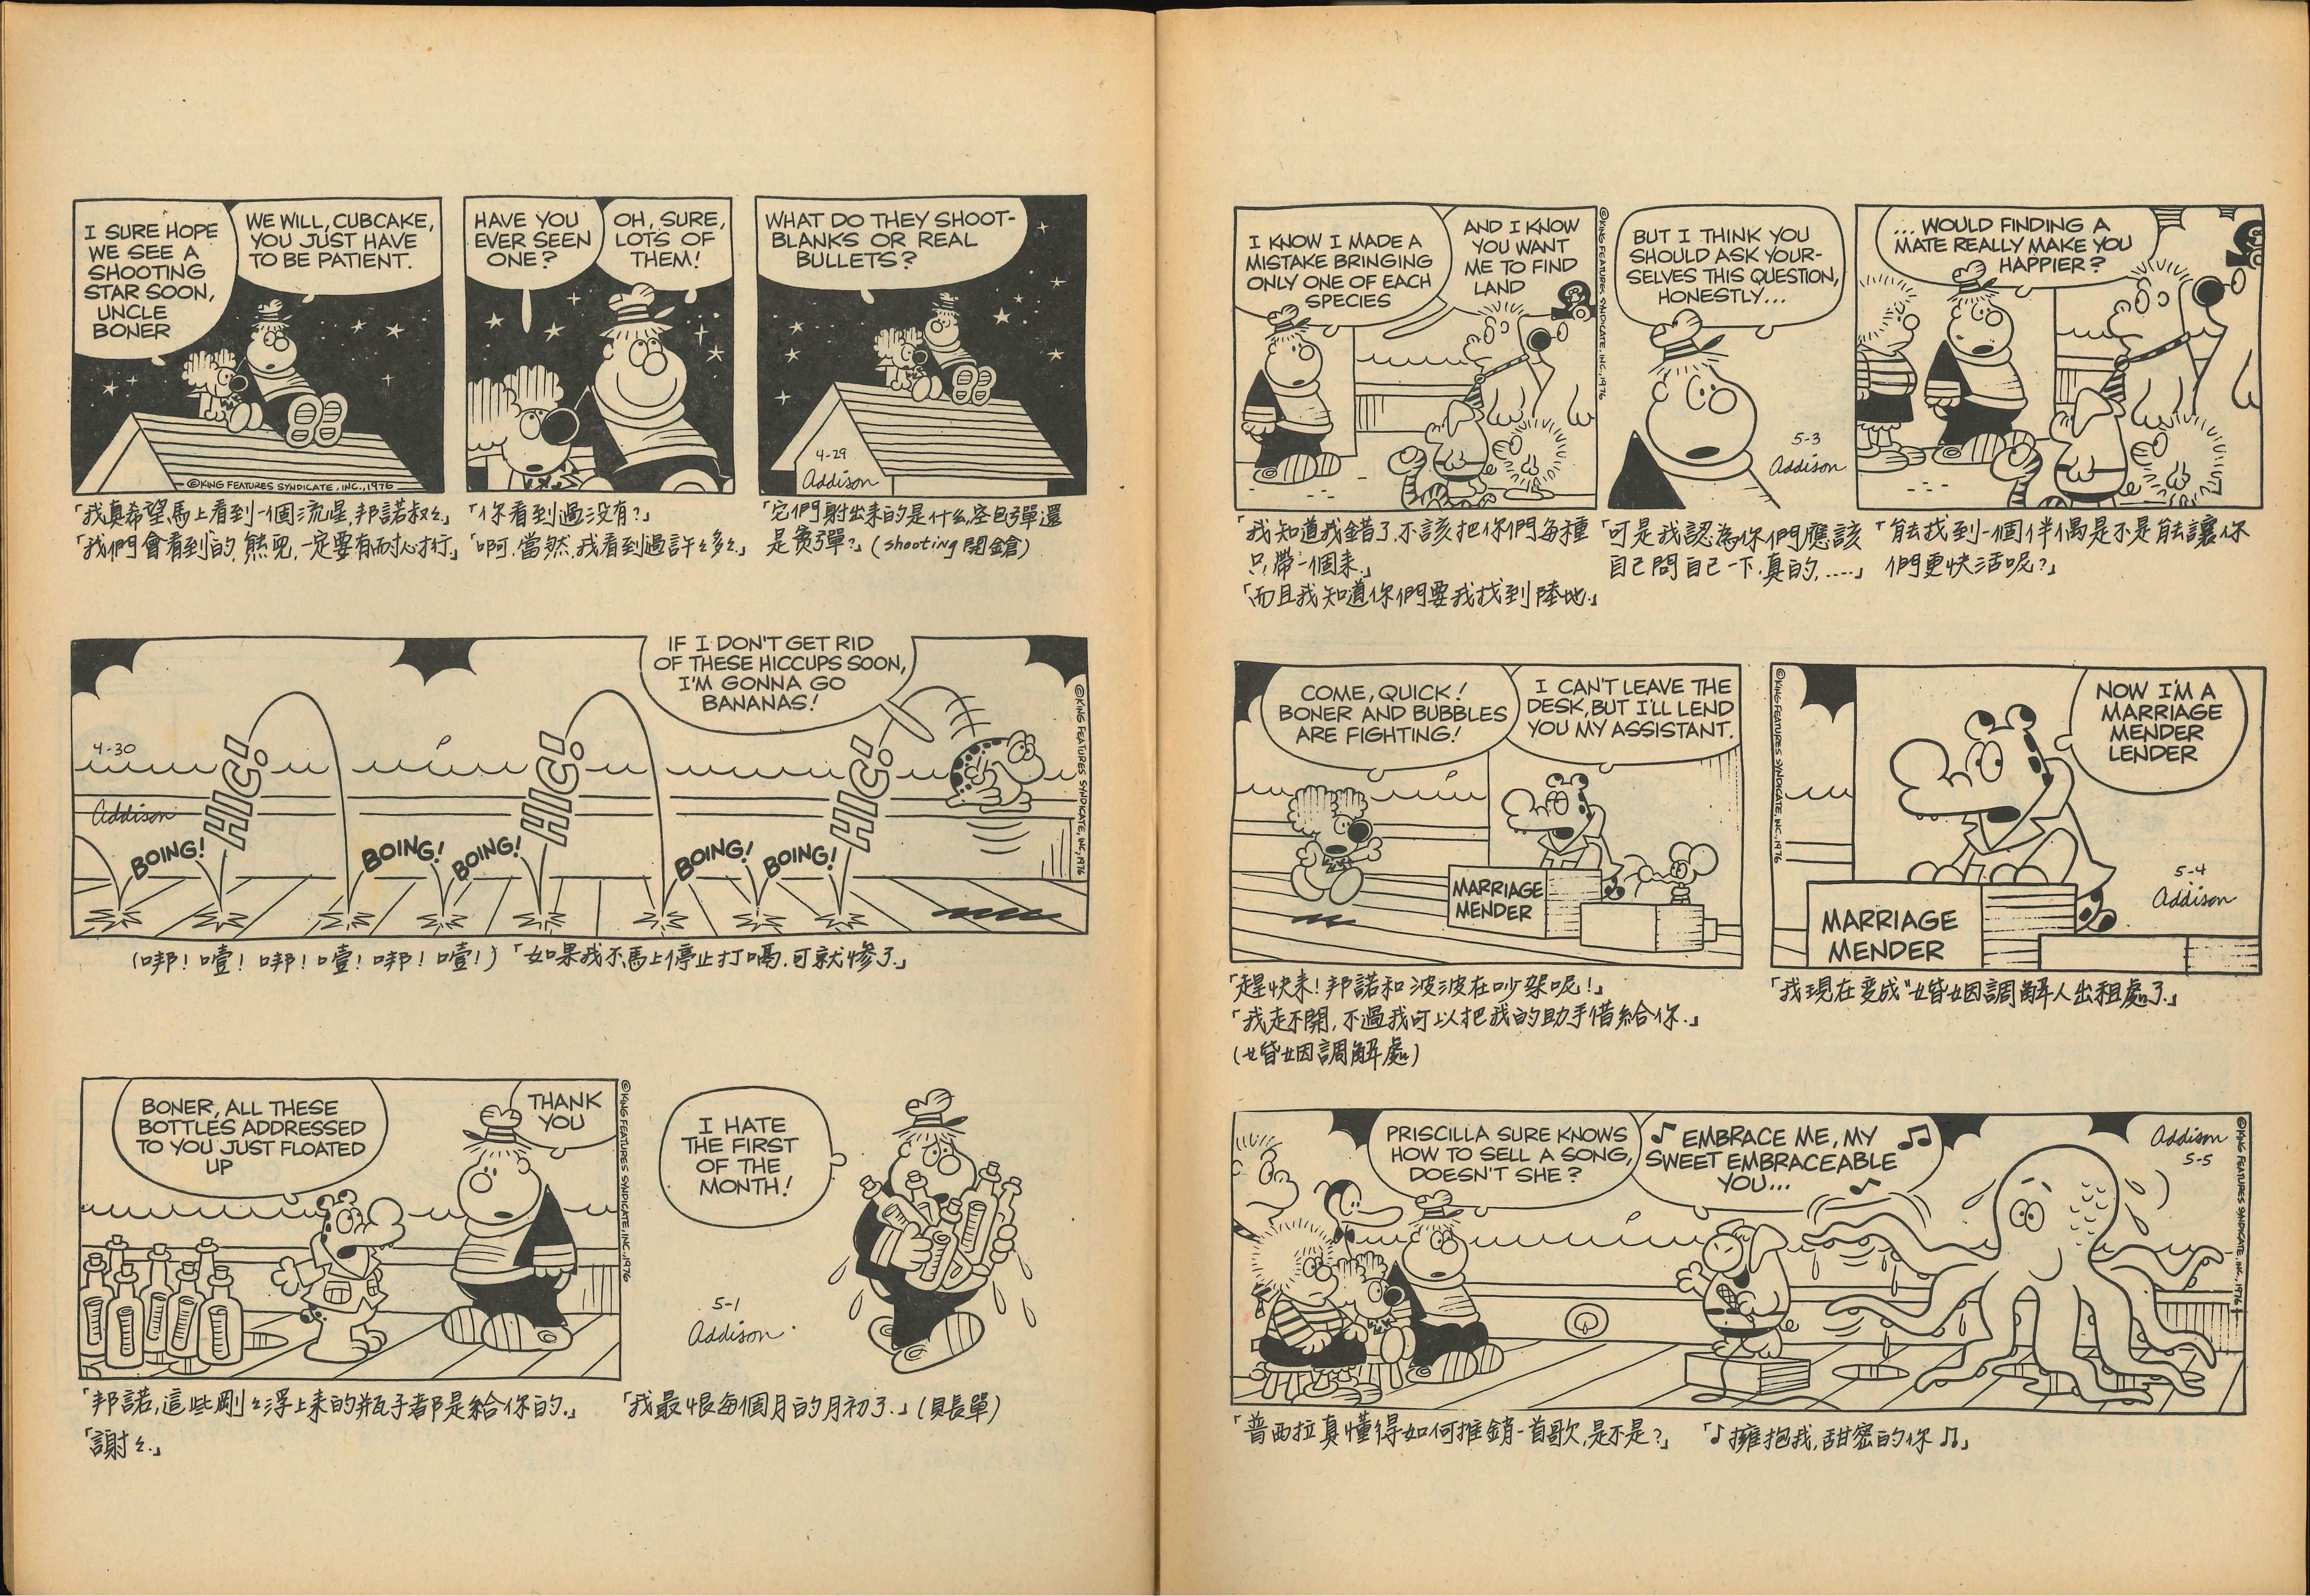 I SURE HOPE
WE SEE A
SHOOTING
STAR SOON,
UNCLE
BONER
WE WILL, CUBCAKE,
YOU JUST HAVE
TO BE PATIENT.
©KING FEATURES SYNDICATE, INC., 1976
HAVE YOU
EVER SEEN
ONE?
OH, SURE,
LOTS OF
THEM!
WHAT DO THEY SHOOT-
BLANKS OR REAL
BULLETS?
4-29
Addison
「我真希望馬上看到一個流星,邦諾叔々.」
「我們會看到的,熊兒,一定要有耐心才行」
「你看到過没有?」
「啊,當然,我看到過許々多々.」
「它們射出来的是什么,空包彈還
是實彈?」(shooting 開鎗)
4-30
Addison
BOING!
HIC!
BOING!
BOING!
HIC!
BOING!
BOING!
HIC!
IF I DON'T GET RID
OF THESE HICCUPS SOON,
I'M GONNA GO
BANANAS!
©KING FEATURES SYNDICATE, INC., 1976
(嘣! 噎! 嘣! 噎! 嘣! 噎!)「如果我不馬上停止打嗝,可就慘了.」
BONER, ALL THESE
BOTTLES ADDRESSED
TO YOU JUST FLOATED
UP
THANK
YOU
©KING FEATURES SYNDICATE, INC., 1976
I HATE
THE FIRST
OF THE
MONTH!
5-1
Addison
「邦諾,這些剛々浮上来的瓶子都是給你的.」
「謝々.」
「我最恨每個月的月初了.」(賬單)
I KNOW I MADE A
MISTAKE BRINGING
ONLY ONE OF EACH
SPECIES
AND I KNOW
YOU WANT
ME TO FIND
LAND
©KING FEATURES SYNDICATE, INC., 1976
BUT I THINK YOU
SHOULD ASK YOUR-
SELVES THIS QUESTION,
HONESTLY...
5-3
Addison
...WOULD FINDING A
MATE REALLY MAKE YOU
HAPPIER?
「我知道我錯了,不該把你們每種
只帶一個来.」
「而且我知道你們要我找到陸地.」
「可是我認為你們應該
自己問自己一下,真的,....」
「能找到一個伴偶是不是能讓你
們更快活呢?」
COME, QUICK!
BONER AND BUBBLES
ARE FIGHTING!
I CAN'T LEAVE THE
DESK, BUT I'LL LEND
YOU MY ASSISTANT.
MARRIAGE
MENDER
©KING FEATURES SYNDICATE, INC., 1976
NOW I'M A
MARRIAGE
MENDER
LENDER
MARRIAGE
MENDER
5-4
Addison
「趕快来! 邦諾和波波在吵架呢!」
「我走不開,不過我可以把我的助手借給你.」
(婚姻調解處)
「我現在变成"婚姻調解人出租處了.」
PRISCILLA SURE KNOWS
HOW TO SELL A SONG,
DOESN'T SHE?
♪ EMBRACE ME, MY ♫
SWEET EMBRACEABLE
YOU...
Addison
5-5
©KING FEATURES SYNDICATE, INC., 1976
「普西拉真懂得如何推銷一首歌,是不是?」
「♪擁抱我,甜蜜的你♫」